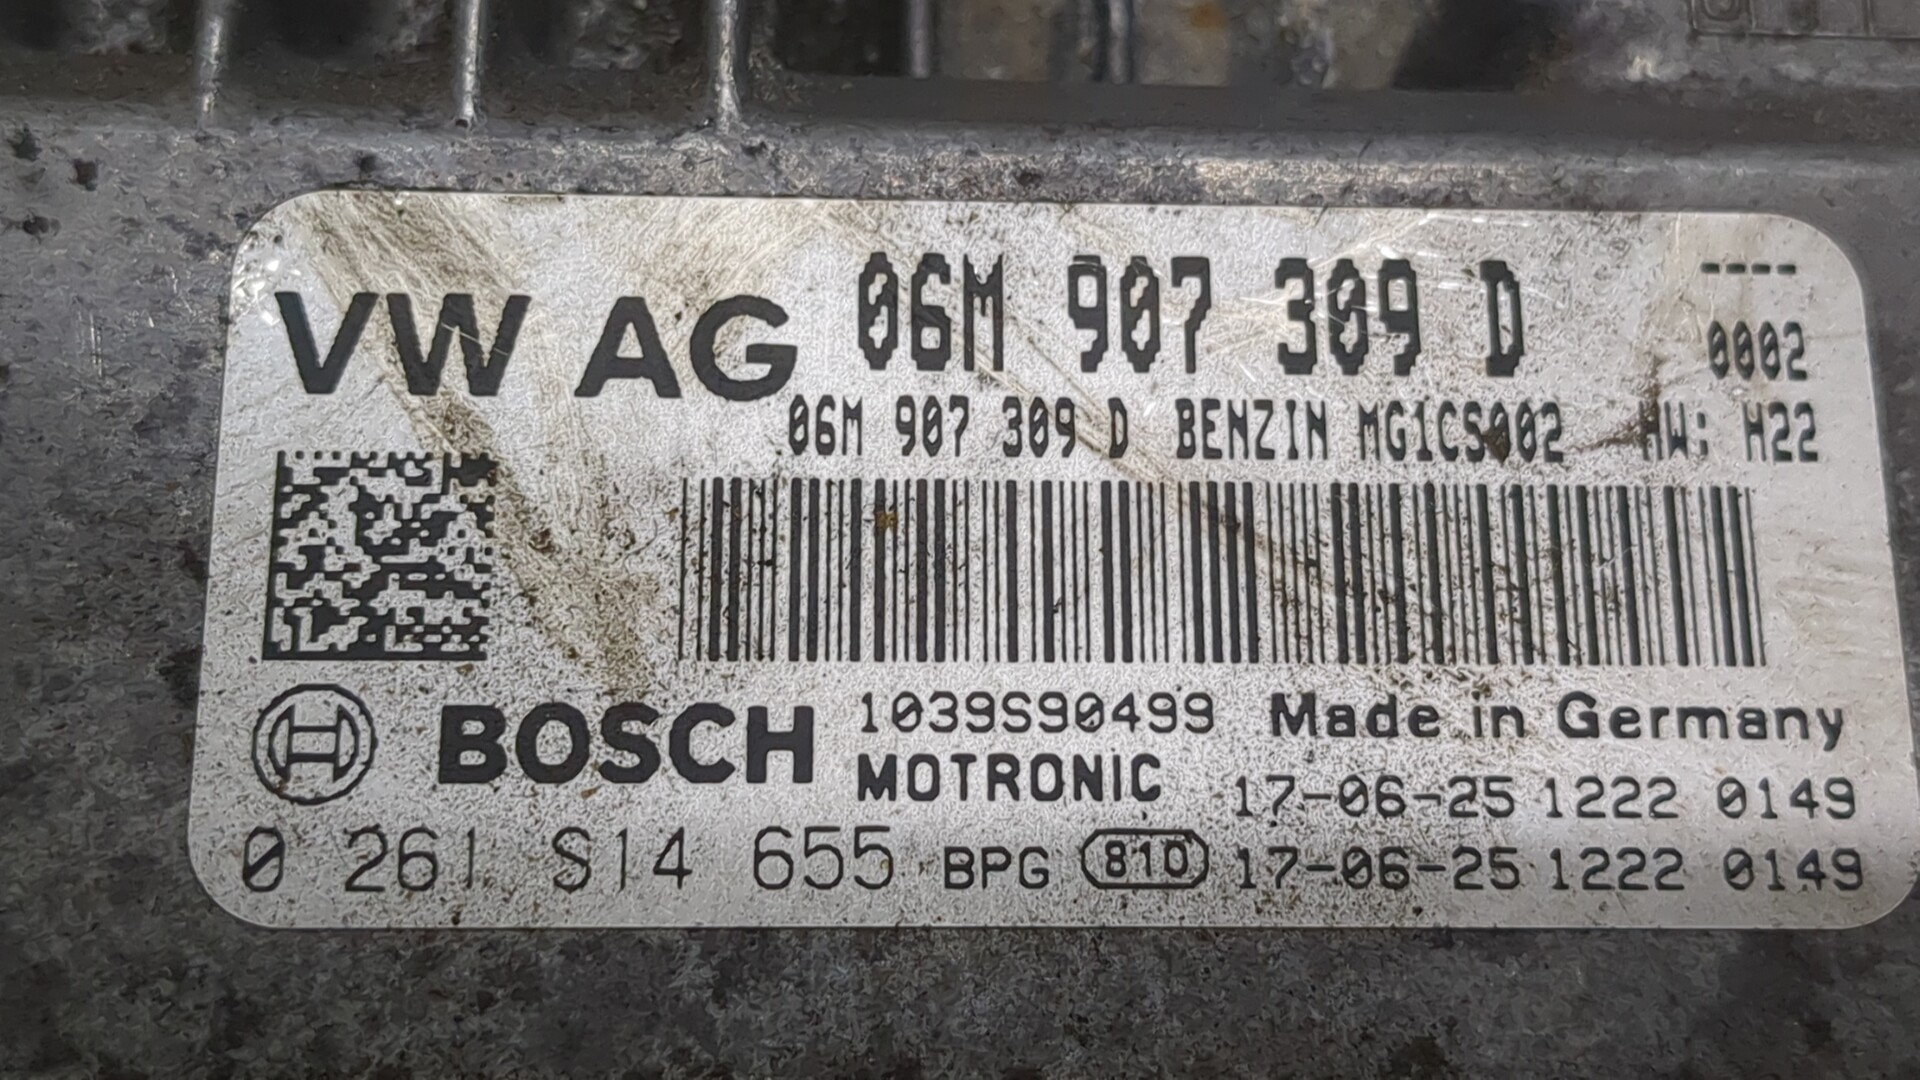 VW AG 06M 907 309 D ----
0002
06M 907 309 D BENZIN MG1CS002 HW: H22
BOSCH 1039S90499 Made in Germany
MOTRONIC 17-06-25 1222 0149
0 261 S14 655 BPG 810 17-06-25 1222 0149